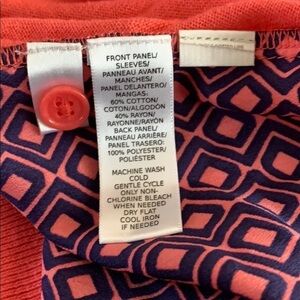 FRONT PANEL/
SLEEVES/
PANNEAU AVANT/
MANCHES/
PANEL DELANTERO/
MANGAS:
60% COTTON/
COTON/ALGODÓN
40% RAYON/
RAYONNE/RAYÓN
BACK PANEL/
PANNEAU ARRIÈRE/
PANEL TRASERO:
100% POLYESTER/
POLIÉSTER
MACHINE WASH
COLD
GENTLE CYCLE
ONLY NON-
CHLORINE BLEACH
WHEN NEEDED
DRY FLAT
COOL IRON
IF NEEDED